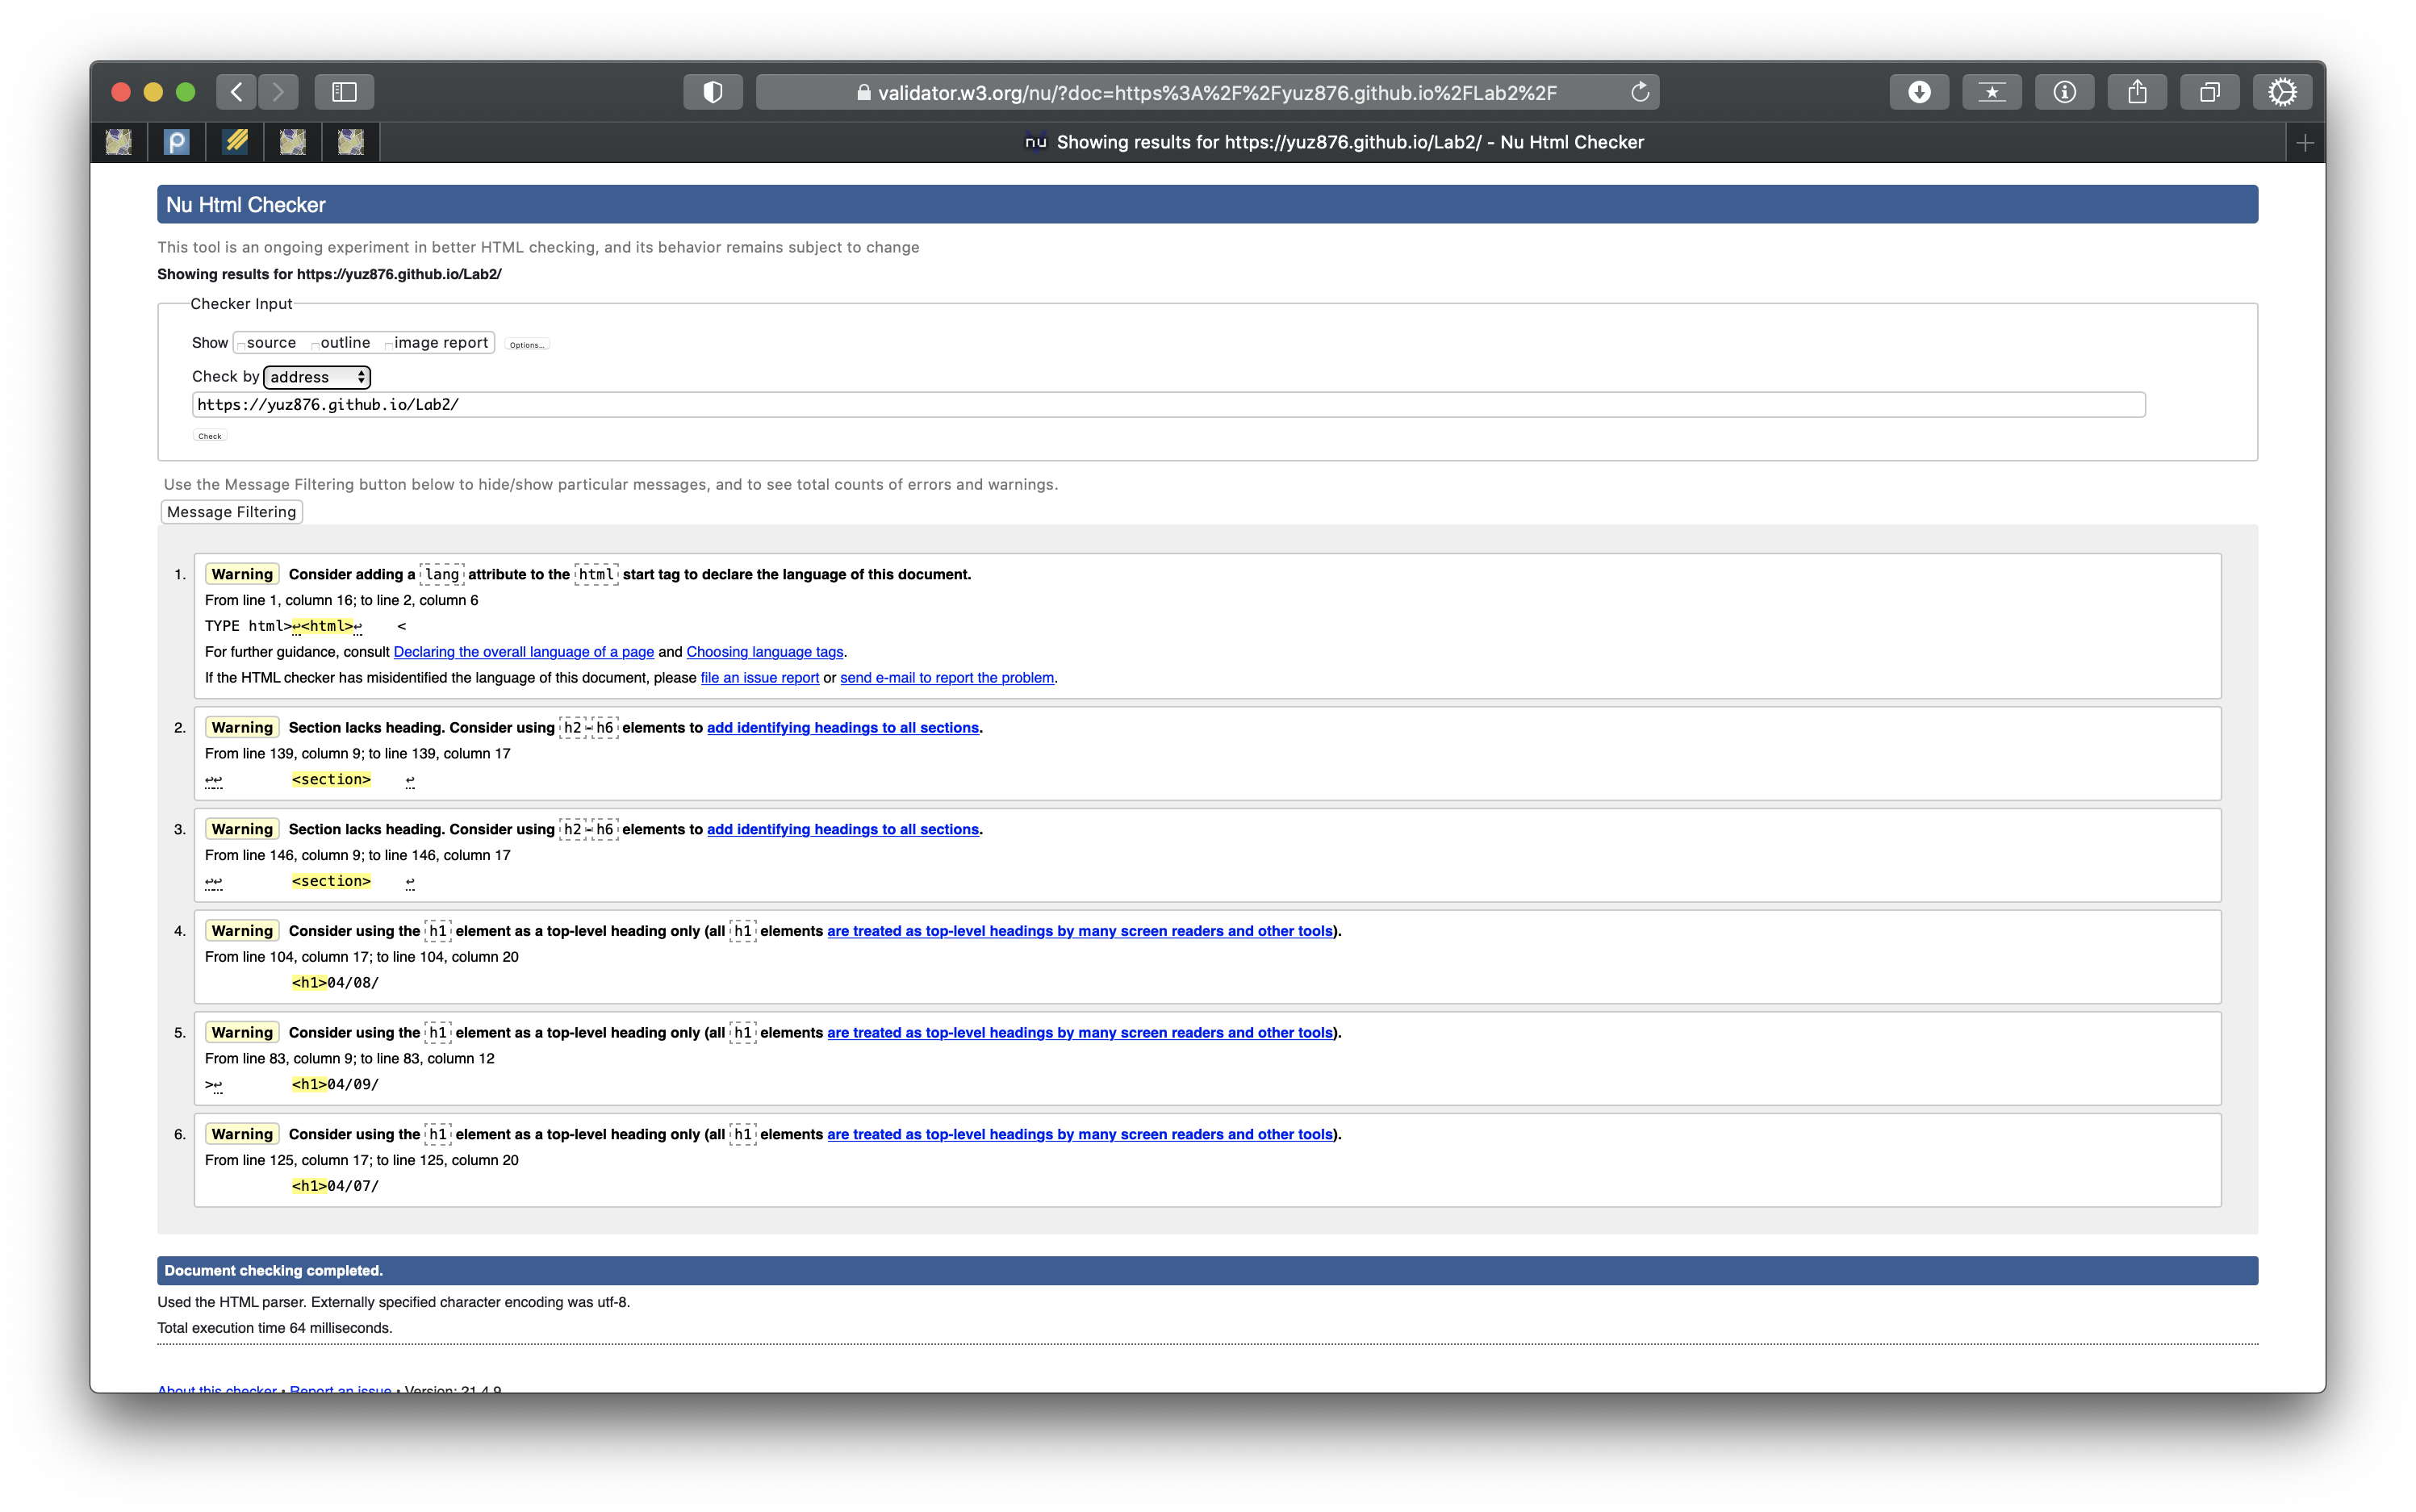 validator.w3.org/nu/?doc=https%3A%2F%2Fyuz876.github.io%2FLab2%2F
nu Showing results for https://yuz876.github.io/Lab2/ - Nu Html Checker
Nu Html Checker
This tool is an ongoing experiment in better HTML checking, and its behavior remains subject to change
Showing results for https://yuz876.github.io/Lab2/
Checker Input
Show source outline image report Options...
Check by address
https://yuz876.github.io/Lab2/
Check
Use the Message Filtering button below to hide/show particular messages, and to see total counts of errors and warnings.
Message Filtering
1. Warning Consider adding a lang attribute to the html start tag to declare the language of this document.
From line 1, column 16; to line 2, column 6
TYPE html>↩<html>↩    <
For further guidance, consult Declaring the overall language of a page and Choosing language tags.
If the HTML checker has misidentified the language of this document, please file an issue report or send e-mail to report the problem.
2. Warning Section lacks heading. Consider using h2-h6 elements to add identifying headings to all sections.
From line 139, column 9; to line 139, column 17
↩↩        <section>    ↩
3. Warning Section lacks heading. Consider using h2-h6 elements to add identifying headings to all sections.
From line 146, column 9; to line 146, column 17
↩↩        <section>    ↩
4. Warning Consider using the h1 element as a top-level heading only (all h1 elements are treated as top-level headings by many screen readers and other tools).
From line 104, column 17; to line 104, column 20
<h1>04/08/
5. Warning Consider using the h1 element as a top-level heading only (all h1 elements are treated as top-level headings by many screen readers and other tools).
From line 83, column 9; to line 83, column 12
>↩        <h1>04/09/
6. Warning Consider using the h1 element as a top-level heading only (all h1 elements are treated as top-level headings by many screen readers and other tools).
From line 125, column 17; to line 125, column 20
<h1>04/07/
Document checking completed.
Used the HTML parser. Externally specified character encoding was utf-8.
Total execution time 64 milliseconds.
About this checker • Report an issue • Version: 21.4.9